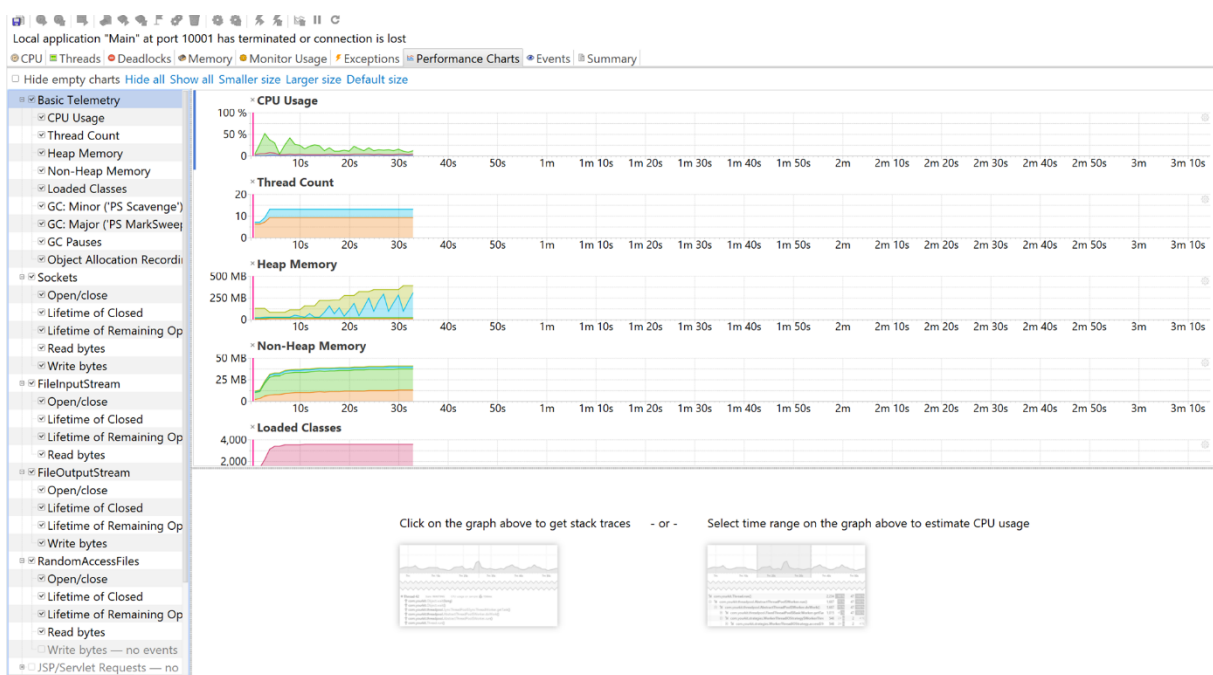 Local application "Main" at port 10001 has terminated or connection is lost
CPU Threads Deadlocks Memory Monitor Usage Exceptions Performance Charts Events Summary
Hide empty charts Hide all Show all Smaller size Larger size Default size
Basic Telemetry
CPU Usage
Thread Count
Heap Memory
Non-Heap Memory
Loaded Classes
GC: Minor ('PS Scavenge')
GC: Major ('PS MarkSweep
GC Pauses
Object Allocation Recordi
Sockets
Open/close
Lifetime of Closed
Lifetime of Remaining Op
Read bytes
Write bytes
FileInputStream
Open/close
Lifetime of Closed
Lifetime of Remaining Op
Read bytes
FileOutputStream
Open/close
Lifetime of Closed
Lifetime of Remaining Op
Write bytes
RandomAccessFiles
Open/close
Lifetime of Closed
Lifetime of Remaining Op
Read bytes
Write bytes — no events
JSP/Servlet Requests — no
CPU Usage
100 %
50 %
0
10s 20s 30s 40s 50s 1m 1m 10s 1m 20s 1m 30s 1m 40s 1m 50s 2m 2m 10s 2m 20s 2m 30s 2m 40s 2m 50s 3m 3m 10s
Thread Count
20
10
0
10s 20s 30s 40s 50s 1m 1m 10s 1m 20s 1m 30s 1m 40s 1m 50s 2m 2m 10s 2m 20s 2m 30s 2m 40s 2m 50s 3m 3m 10s
Heap Memory
500 MB
250 MB
0
10s 20s 30s 40s 50s 1m 1m 10s 1m 20s 1m 30s 1m 40s 1m 50s 2m 2m 10s 2m 20s 2m 30s 2m 40s 2m 50s 3m 3m 10s
Non-Heap Memory
50 MB
25 MB
0
10s 20s 30s 40s 50s 1m 1m 10s 1m 20s 1m 30s 1m 40s 1m 50s 2m 2m 10s 2m 20s 2m 30s 2m 40s 2m 50s 3m 3m 10s
Loaded Classes
4,000
2,000
Click on the graph above to get stack traces - or - Select time range on the graph above to estimate CPU usage